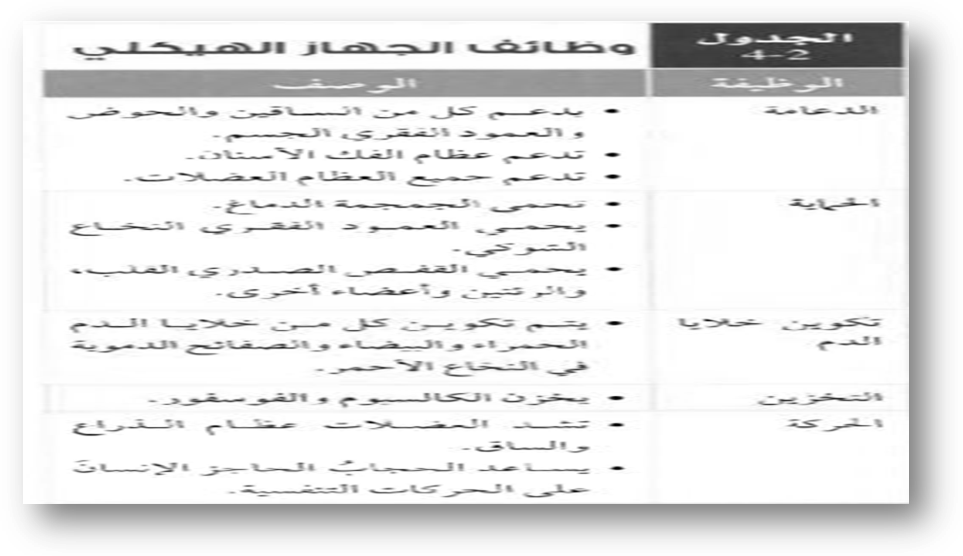 الجدول 2-4
وظائف الجهاز الهيكلي
الوظيفة
الوصف
الدعامة
• يدعم كل من الساقين والحوض
والعمود الفقري الجسم.
• تدعم عظام الفك الأسنان.
• تدعم جميع العظام العضلات.
الحماية
• تحمي الجمجمة الدماغ.
• يحمي العمود الفقري النخاع
الشوكي.
• يحمي القفص الصدري القلب،
والرئتين وأعضاء أخرى.
تكوين خلايا
الدم
• يتم تكوين كل من خلايا الدم
الحمراء والبيضاء والصفائح الدموية
في النخاع الأحمر.
التخزين
• يخزن الكالسيوم والفوسفور.
الحركة
• تشد العضلات عظام الذراع
والساق.
• يساعد الحجابُ الحاجز الإنسانَ
على الحركات التنفسية.